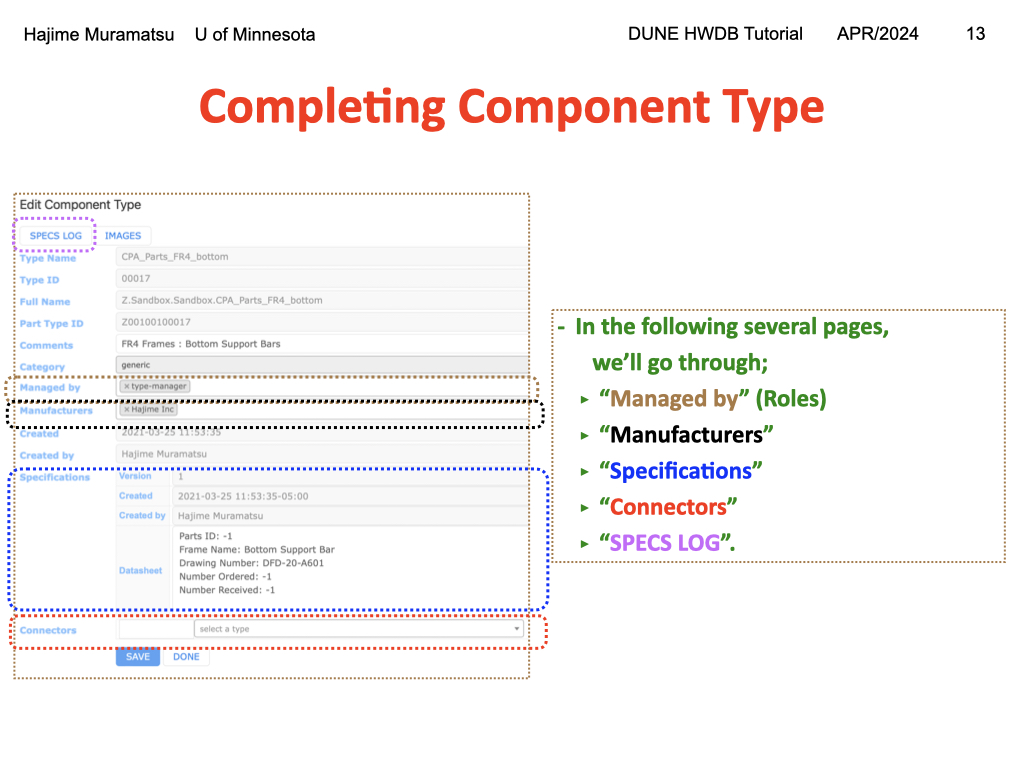 Hajime Muramatsu U of Minnesota DUNE HWDB Tutorial APR/2024 13
Completing Component Type
Edit Component Type
SPECS LOG IMAGES
Type Name CPA_Parts_FR4_bottom
Type ID 00017
Full Name Z.Sandbox.Sandbox.CPA_Parts_FR4_bottom
Part Type ID Z00100100017
Comments FR4 Frames : Bottom Support Bars
Category generic
Managed by ×type-manager
Manufacturers ×Hajime Inc
Created 2021-03-25 11:53:35
Created by Hajime Muramatsu
Specifications Version 1
Created 2021-03-25 11:53:35-05:00
Created by Hajime Muramatsu
Datasheet Parts ID: -1
Frame Name: Bottom Support Bar
Drawing Number: DFD-20-A601
Number Ordered: -1
Number Received: -1
Connectors select a type
SAVE DONE
- In the following several pages,
we’ll go through;
▸ “Managed by” (Roles)
▸ “Manufacturers”
▸ “Specifications”
▸ “Connectors”
▸ “SPECS LOG”.